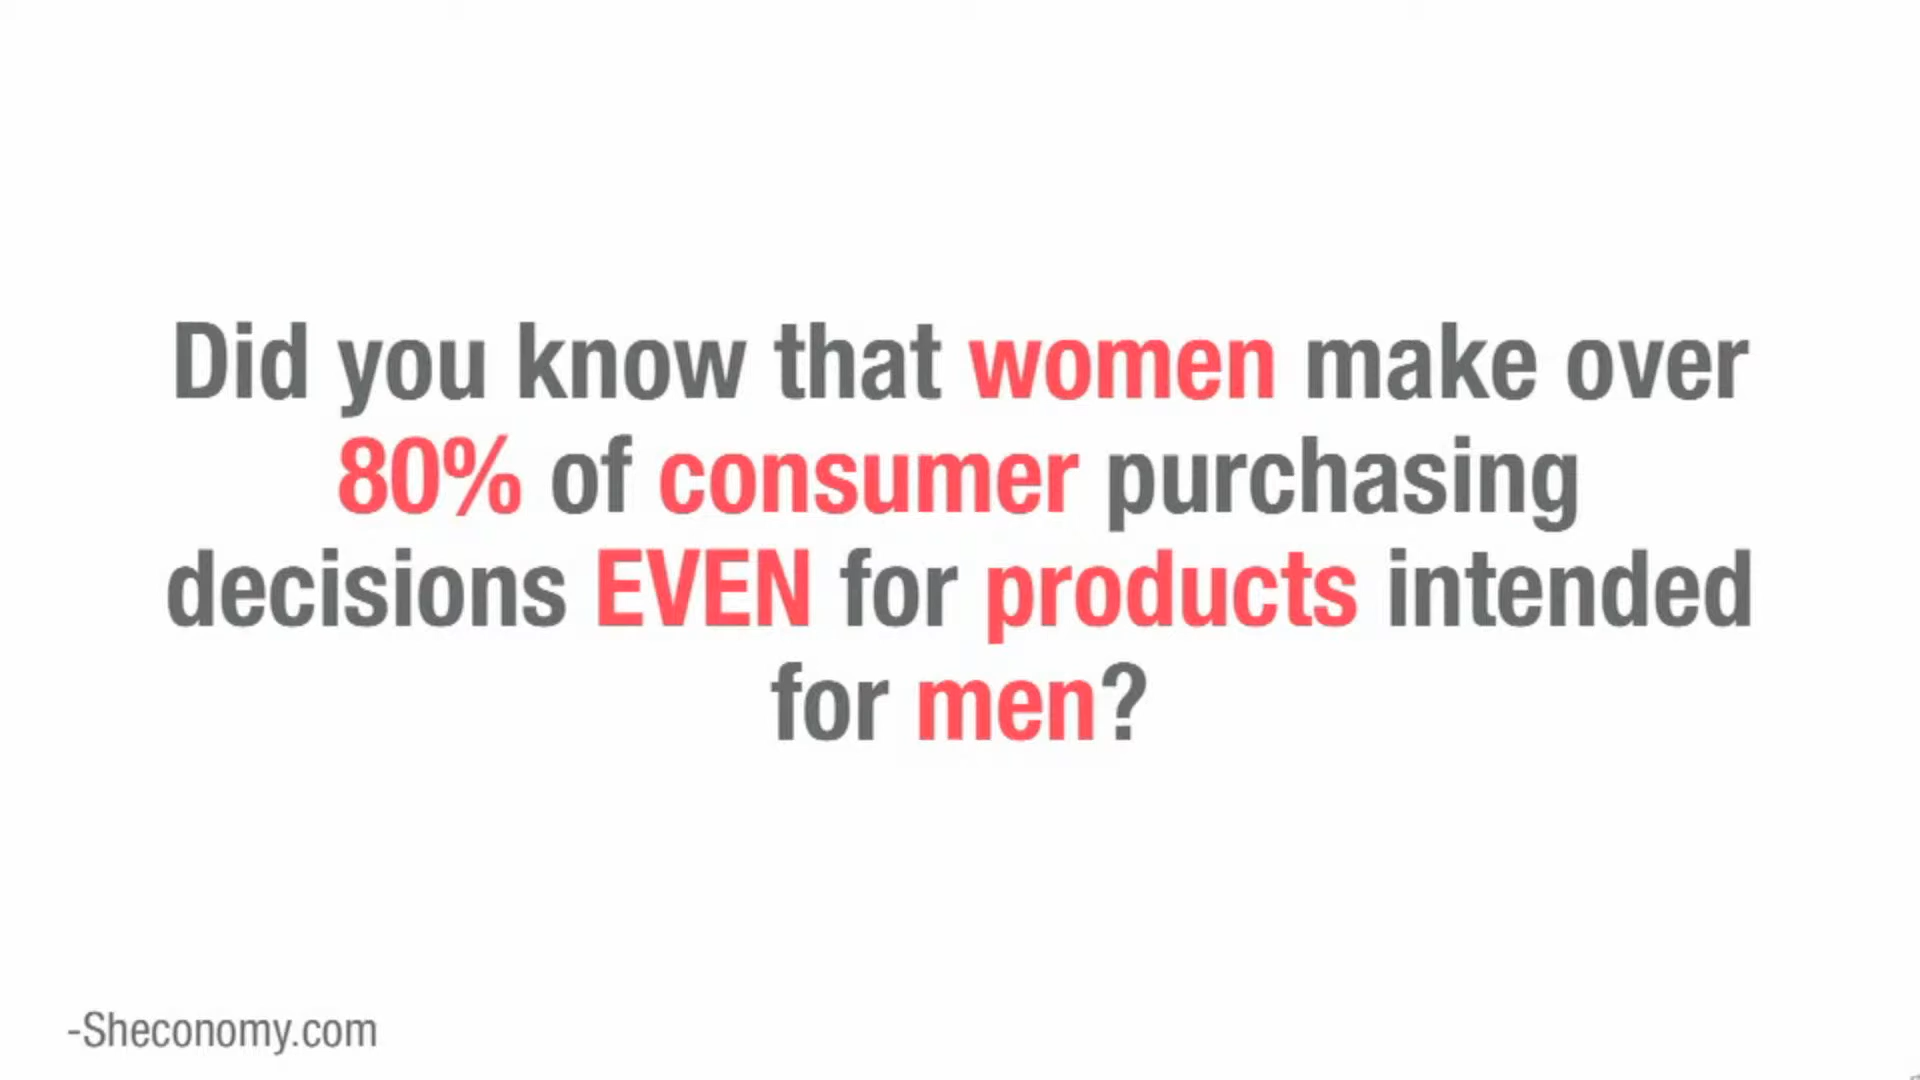 Did you know that women make over
80% of consumer purchasing
decisions EVEN for products intended
for men?
-Sheconomy.com